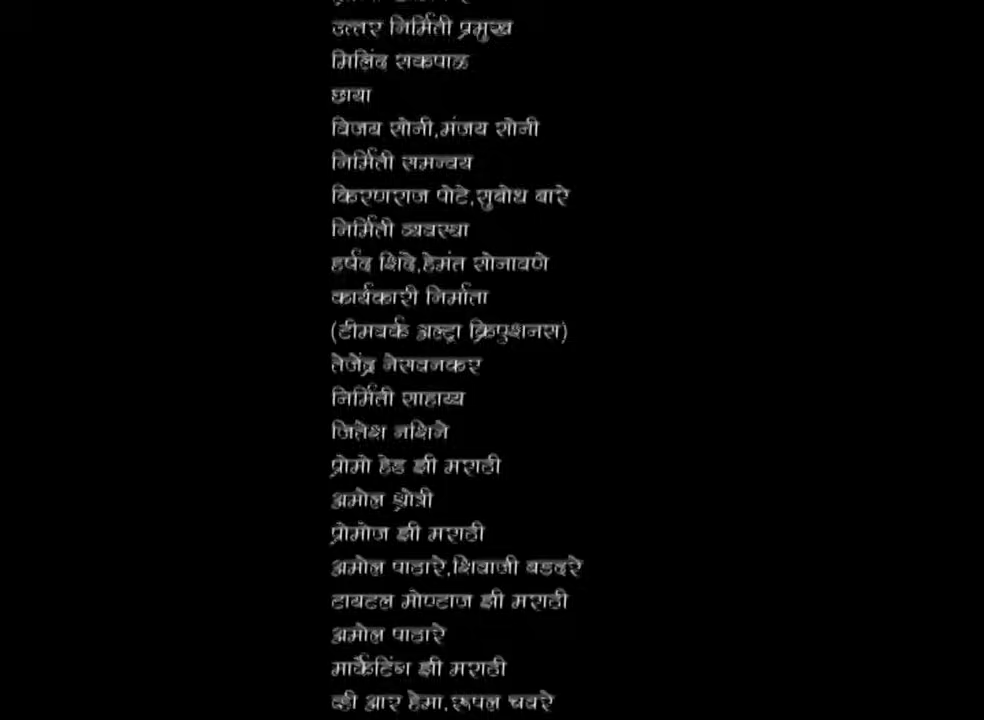 उत्तर निर्मिती प्रमुख
मिलिंद सकपाळ
छाया
विजय सोनी,मंजय सोनी
निर्मिती समन्वय
किरणराज पोटे,सुबोध बारे
निर्मिती व्यवस्था
हर्षद शिंदे,हेमंत सोनावणे
कार्यकारी निर्माता
(टीमवर्क अल्ट्रा क्रिएशनस)
तेजेंद्र नेसवनकर
निर्मिती साहाय्य
जितेश नशिने
प्रोमो हेड झी मराठी
अमोल श्रोत्री
प्रोमोज झी मराठी
अमोल पाडारे,शिवाजी बडदरे
टायटल मोण्टाज झी मराठी
अमोल पाडारे
मार्केटिंग झी मराठी
व्ही आर हेमा,रूपल चवरे